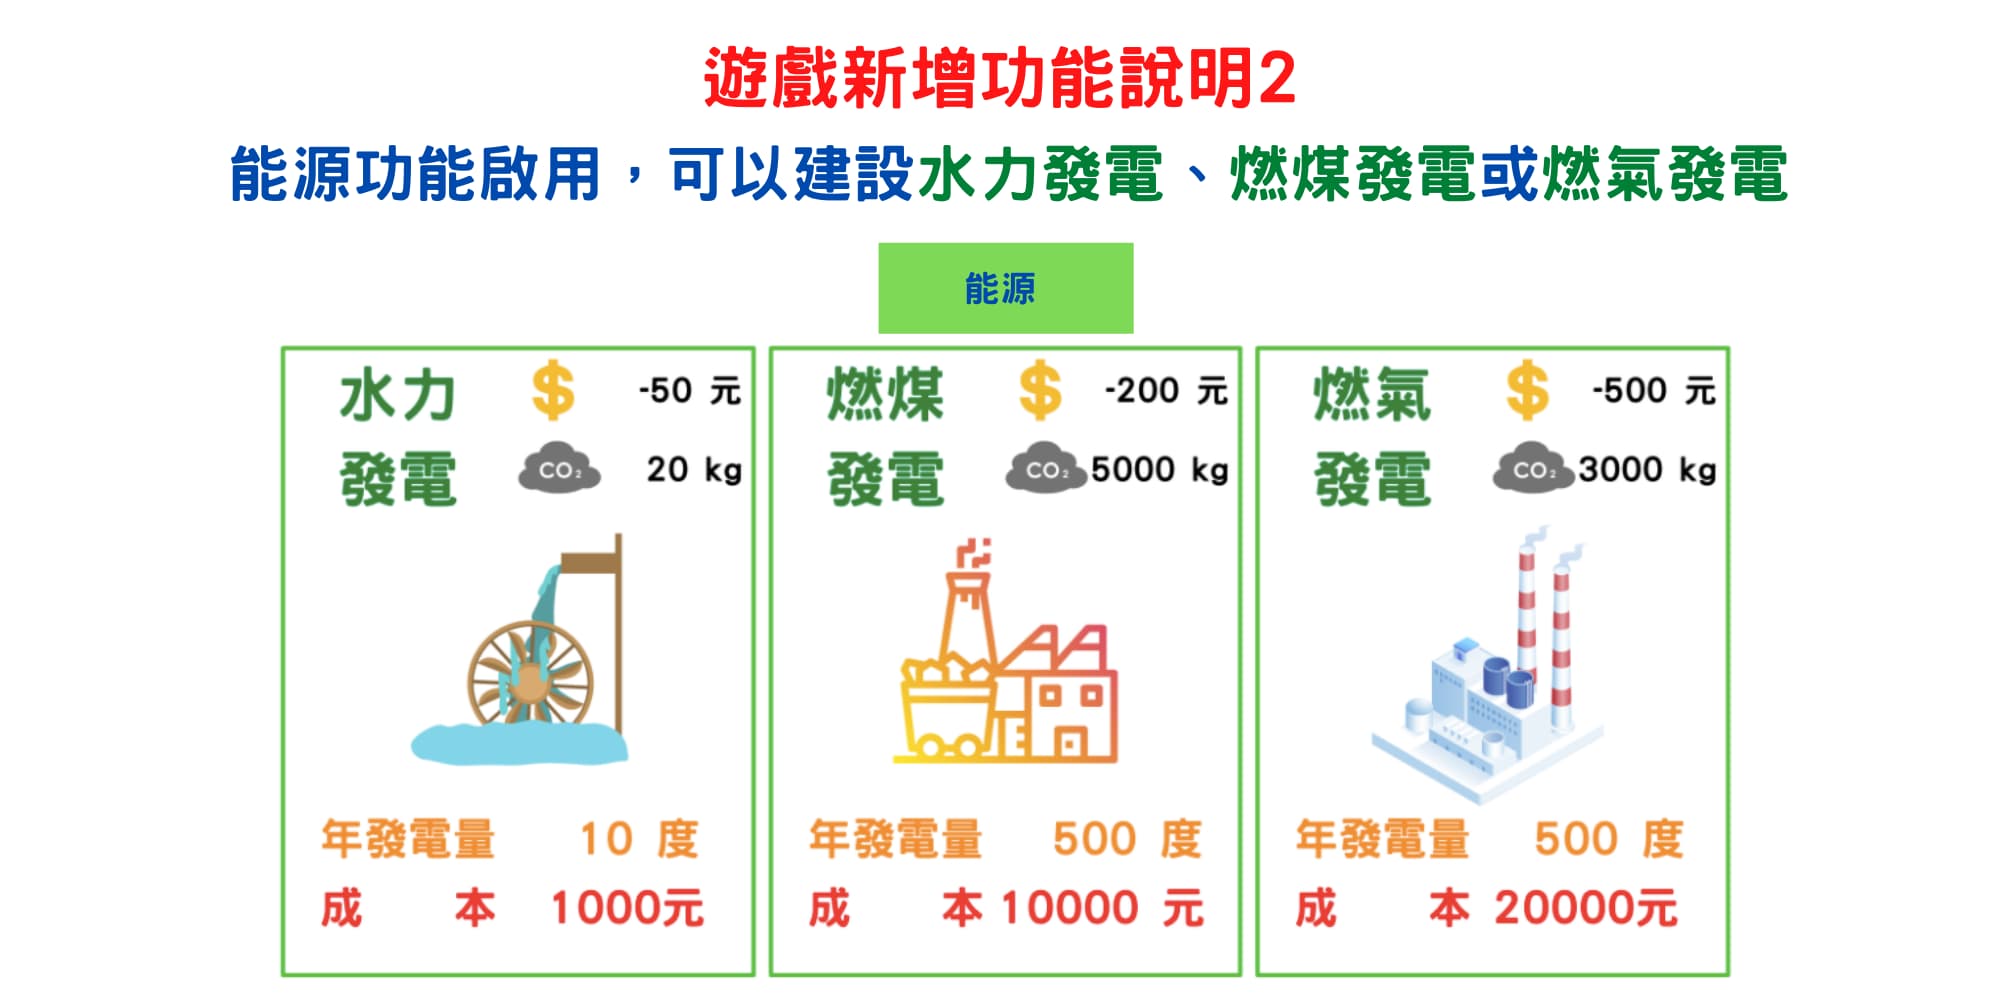 遊戲新增功能說明2
能源功能啟用，可以建設水力發電、燃煤發電或燃氣發電
能源
水力 $ -50 元
發電 CO₂ 20 kg
年發電量 10 度
成本 1000元
燃煤 $ -200 元
發電 CO₂ 5000 kg
年發電量 500 度
成本 10000 元
燃氣 $ -500 元
發電 CO₂ 3000 kg
年發電量 500 度
成本 20000元